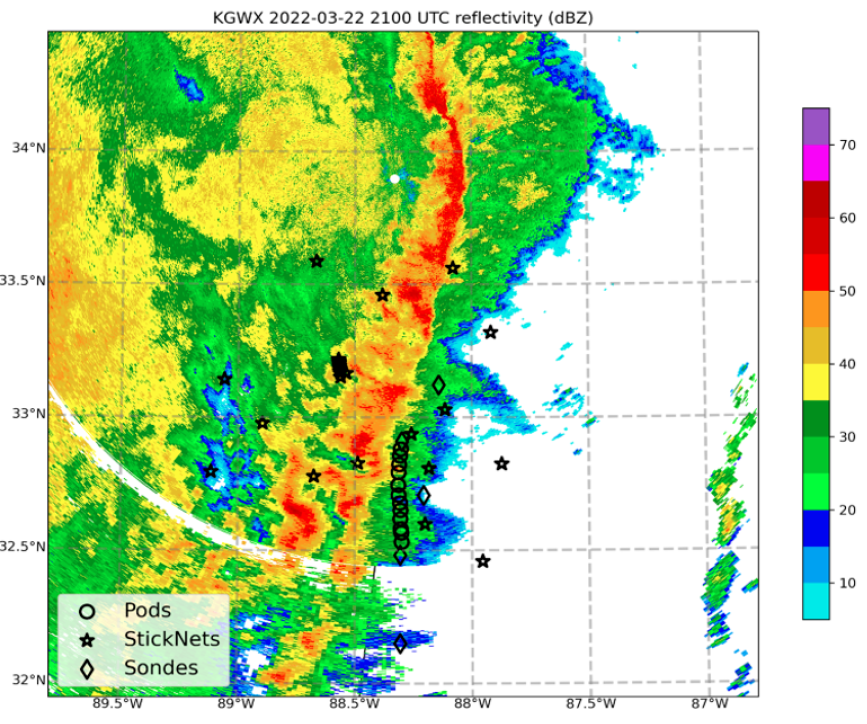 KGWX 2022-03-22 2100 UTC reflectivity (dBZ)
34°N
33.5°N
33°N
32.5°N
32°N
89.5°W
89°W
88.5°W
88°W
87.5°W
87°W
Pods
StickNets
Sondes
70
60
50
40
30
20
10